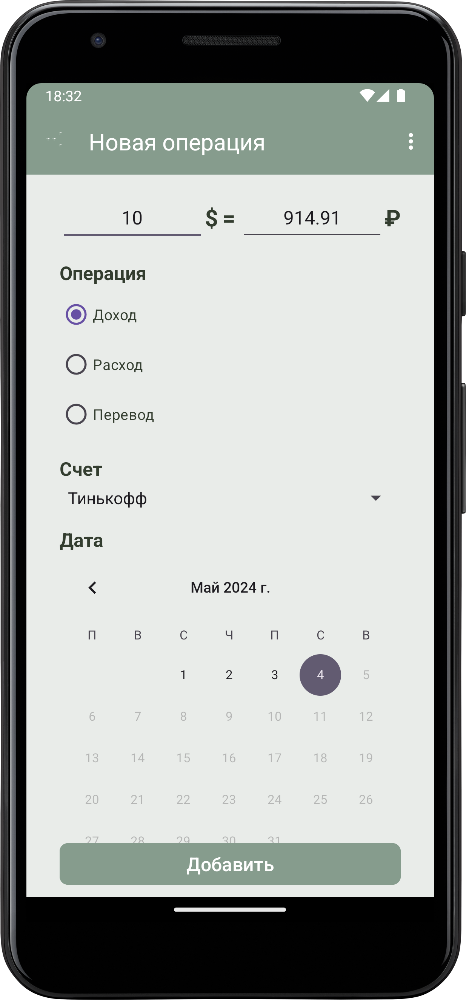 18:32
Новая операция
10 $ = 914.91 ₽
Операция
Доход
Расход
Перевод
Счет
Тинькофф
Дата
Май 2024 г.
П В С Ч П С В
1 2 3 4 5
6 7 8 9 10 11 12
13 14 15 16 17 18 19
20 21 22 23 24 25 26
27 28 29 30 31
Добавить